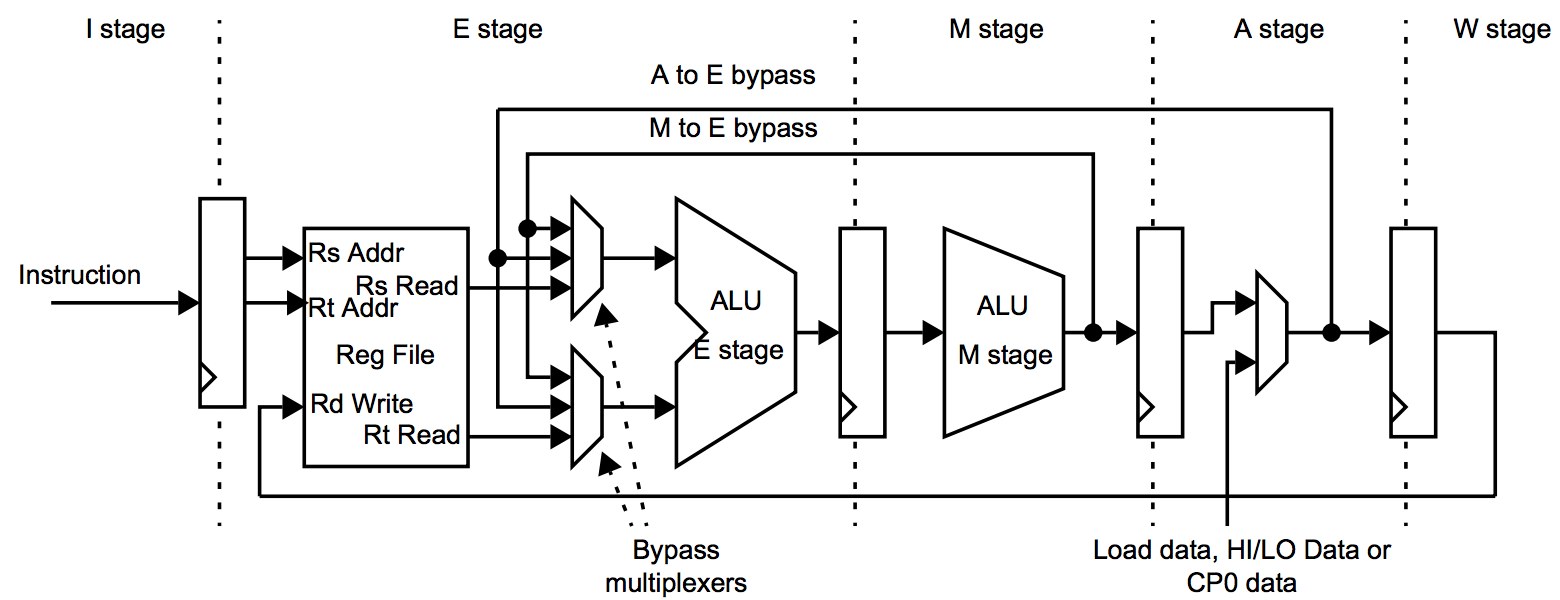 I stage
E stage
M stage
A stage
W stage
A to E bypass
M to E bypass
Instruction
Rs Addr
Rs Read
Rt Addr
Reg File
Rd Write
Rt Read
ALU
E stage
ALU
M stage
Bypass
multiplexers
Load data, HI/LO Data or
CP0 data